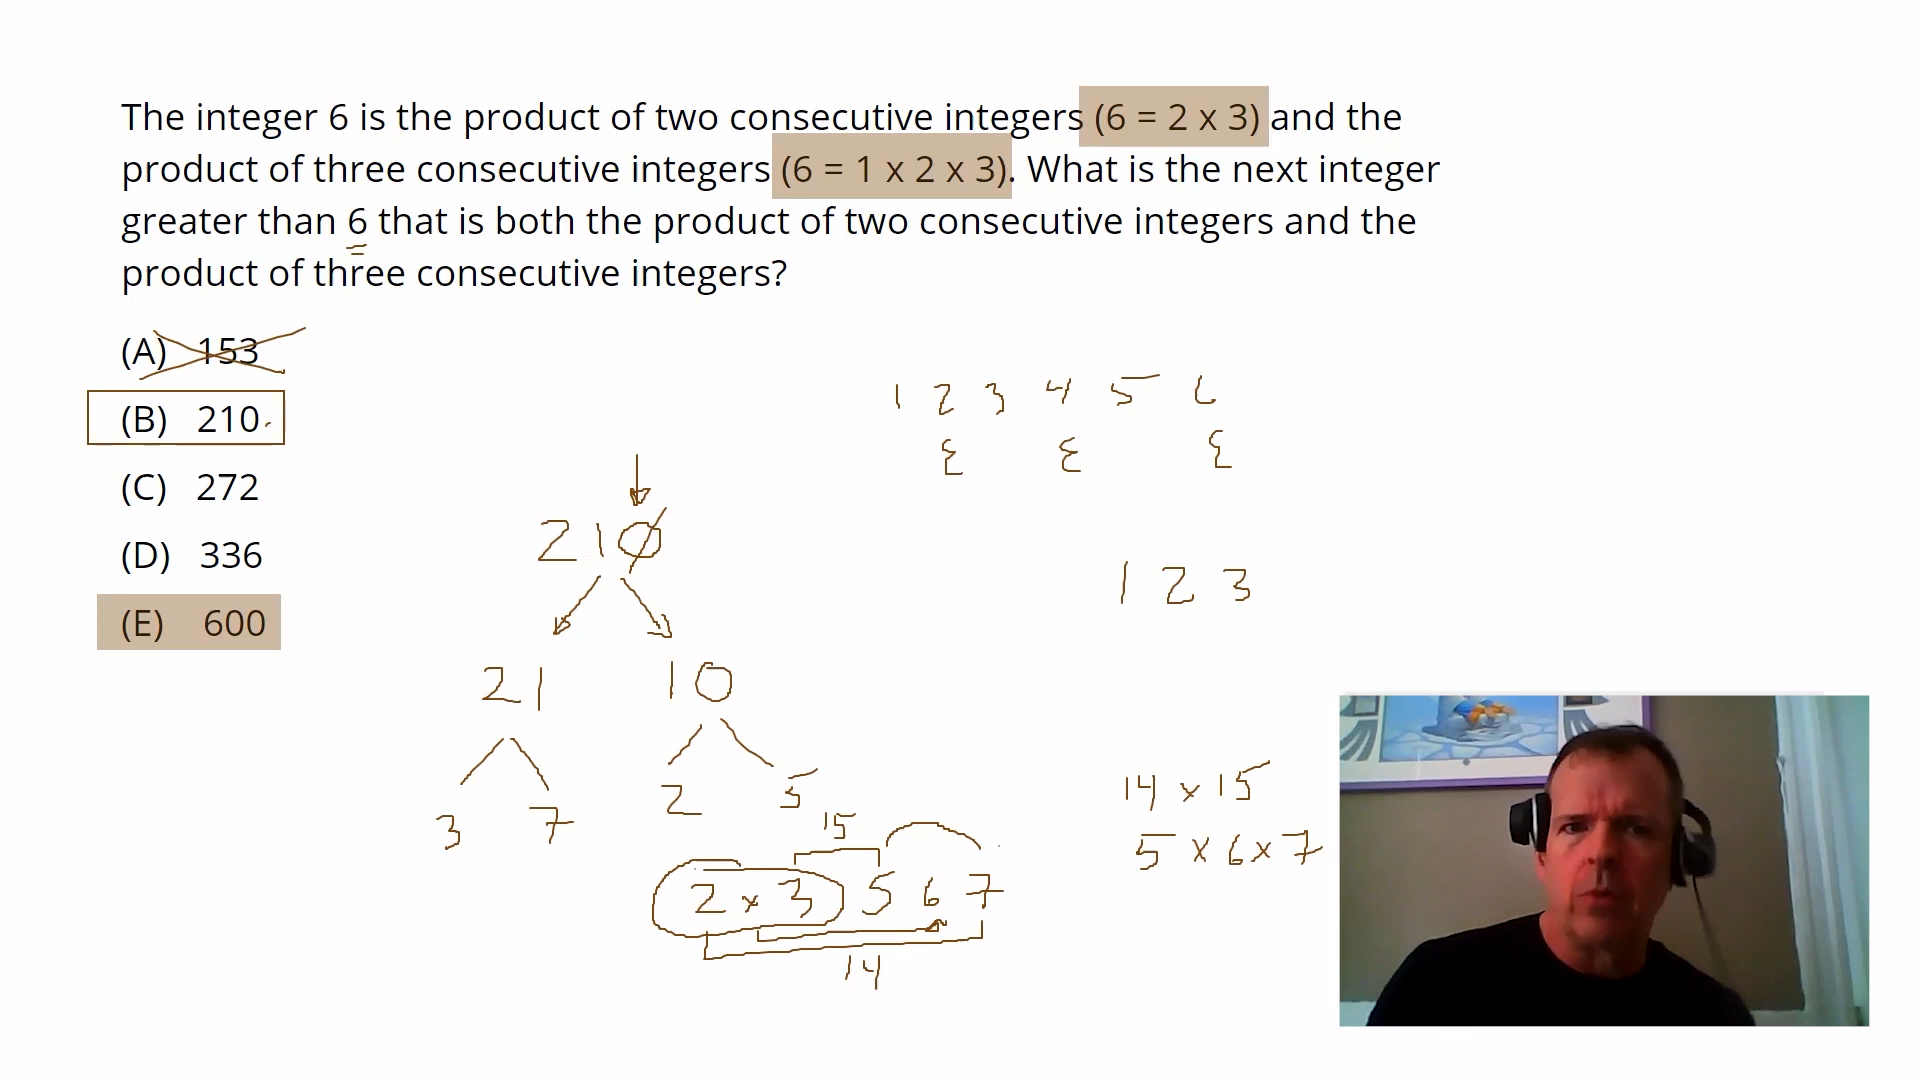 The integer 6 is the product of two consecutive integers (6 = 2 x 3) and the
product of three consecutive integers (6 = 1 x 2 x 3). What is the next integer
greater than 6 that is both the product of two consecutive integers and the
product of three consecutive integers?
(A) 153
(B) 210
(C) 272
(D) 336
(E) 600
1 2 3 4 5 6
E E E
210
1 2 3
21 10
3 7 2 5
14 x 15
5 x 6 x 7
15
2 x 3 5 6 7
14